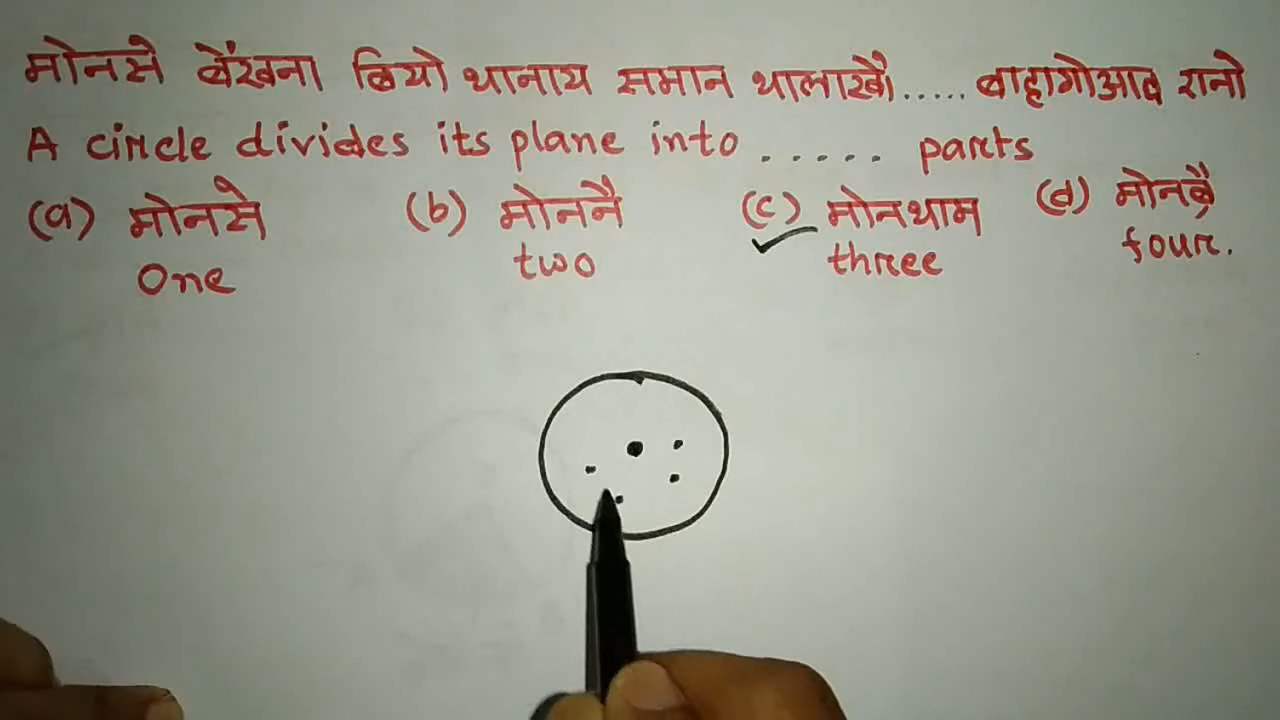 मोनसे बेंखना बियो थानाय समान थालाखौ..... बाहागोआव रानो
A circle divides its plane into ..... parts
(a) मोनसे (b) मोननै (c) मोनथाम (d) मोनब्रै
One two three four.